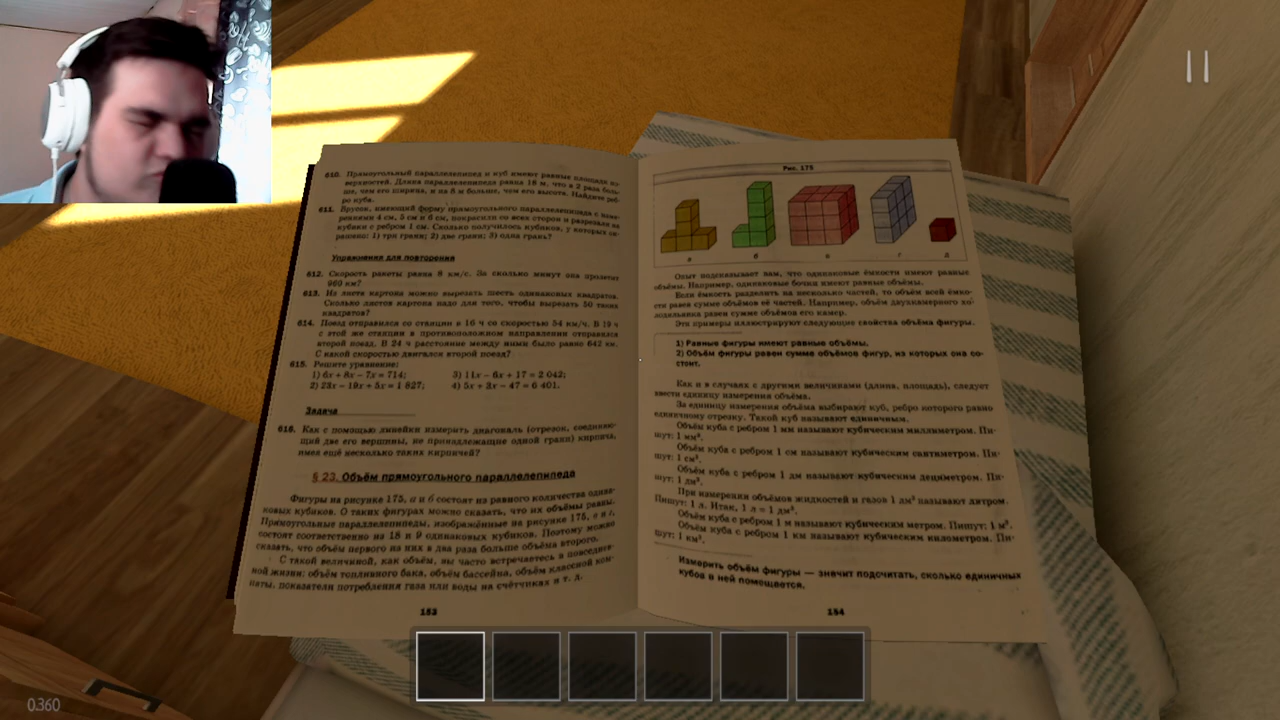 610. Прямоугольный параллелепипед и куб имеют равные площади по-
верхностей. Длина параллелепипеда равна 18 м, что в 2 раза боль-
ше, чем его ширина, и на 8 м больше, чем его высота. Найдите реб-
ро куба.
611. Брусок, имеющий форму прямоугольного параллелепипеда с изме-
рениями 4 см, 5 см и 6 см, покрасили со всех сторон и разрезали на
кубики с ребром 1 см. Сколько получилось кубиков, у которых ок-
рашено: 1) три грани; 2) две грани; 3) одна грань?
Упражнения для повторения
612. Скорость ракеты равна 8 км/с. За сколько минут она пролетит
960 км?
613. Из листа картона можно вырезать шесть одинаковых квадратов.
Сколько листов картона надо для того, чтобы вырезать 50 таких
квадратов?
614. Поезд отправился со станции в 16 ч со скоростью 54 км/ч. В 19 ч
с этой же станции в противоположном направлении отправился
второй поезд. В 24 ч расстояние между ними было равно 642 км.
С какой скоростью двигался второй поезд?
615. Решите уравнение:
1) 6x + 8x − 7x = 714; 3) 11x − 6x + 17 = 2 042;
2) 23x − 19x + 5x = 1 827; 4) 5x + 3x − 47 = 6 401.
Задача
616. Как с помощью линейки измерить диагональ (отрезок, соединяю-
щий две его вершины, не принадлежащие одной грани) кирпича,
имея ещё несколько таких кирпичей?
§ 23. Объём прямоугольного параллелепипеда
Фигуры на рисунке 175, а и б состоят из равного количества одина-
ковых кубиков. О таких фигурах можно сказать, что их объёмы равны.
Прямоугольные параллелепипеды, изображённые на рисунке 175, в и г,
состоят соответственно из 18 и 9 одинаковых кубиков. Поэтому можно
сказать, что объём первого из них в два раза больше объёма второго.
С такой величиной, как объём, вы часто встречаетесь в повседнев-
ной жизни: объём топливного бака, объём бассейна, объём классной ком-
наты, показатели потребления газа или воды на счётчиках и т. д.
153
Рис. 175
а б в г д
Опыт подсказывает вам, что одинаковые ёмкости имеют равные
объёмы. Например, одинаковые бочки имеют равные объёмы.
Если ёмкость разделить на несколько частей, то объём всей ёмко-
сти равен сумме объёмов её частей. Например, объём двухкамерного хо-
лодильника равен сумме объёмов его камер.
Эти примеры иллюстрируют следующие свойства объёма фигуры.
1) Равные фигуры имеют равные объёмы.
2) Объём фигуры равен сумме объёмов фигур, из которых она со-
стоит.
Как и в случаях с другими величинами (длина, площадь), следует
ввести единицу измерения объёма.
За единицу измерения объёма выбирают куб, ребро которого равно
единичному отрезку. Такой куб называют единичным.
Объём куба с ребром 1 мм называют кубическим миллиметром. Пи-
шут: 1 мм³.
Объём куба с ребром 1 см называют кубическим сантиметром. Пи-
шут: 1 см³.
Объём куба с ребром 1 дм называют кубическим дециметром. Пи-
шут: 1 дм³.
При измерении объёмов жидкостей и газов 1 дм³ называют литром.
Пишут: 1 л. Итак, 1 л = 1 дм³.
Объём куба с ребром 1 м называют кубическим метром. Пишут: 1 м³.
Объём куба с ребром 1 км называют кубическим километром. Пи-
шут: 1 км³.
Измерить объём фигуры — значит подсчитать, сколько единичных
кубов в ней помещается.
154
0.360